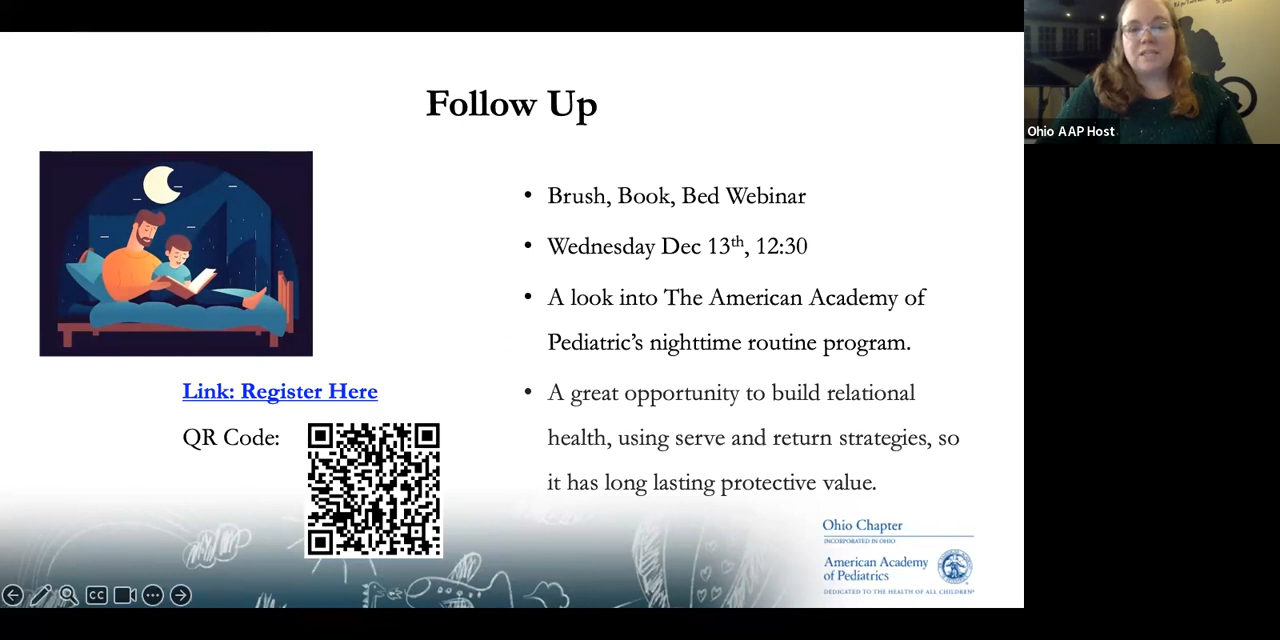 Follow Up
• Brush, Book, Bed Webinar
• Wednesday Dec 13th, 12:30
• A look into The American Academy of
Pediatric's nighttime routine program.
• A great opportunity to build relational
health, using serve and return strategies, so
it has long lasting protective value.
Link: Register Here
QR Code:
Ohio Chapter
INCORPORATED IN OHIO
American Academy
of Pediatrics
DEDICATED TO THE HEALTH OF ALL CHILDREN®
CC
Ohio AAP Host